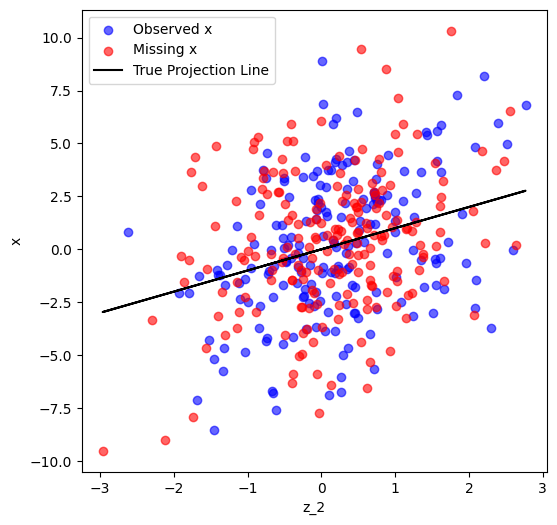 Observed x
Missing x
True Projection Line
10.0
7.5
5.0
2.5
0.0
−2.5
−5.0
−7.5
−10.0
x
−3 −2 −1 0 1 2 3
z_2